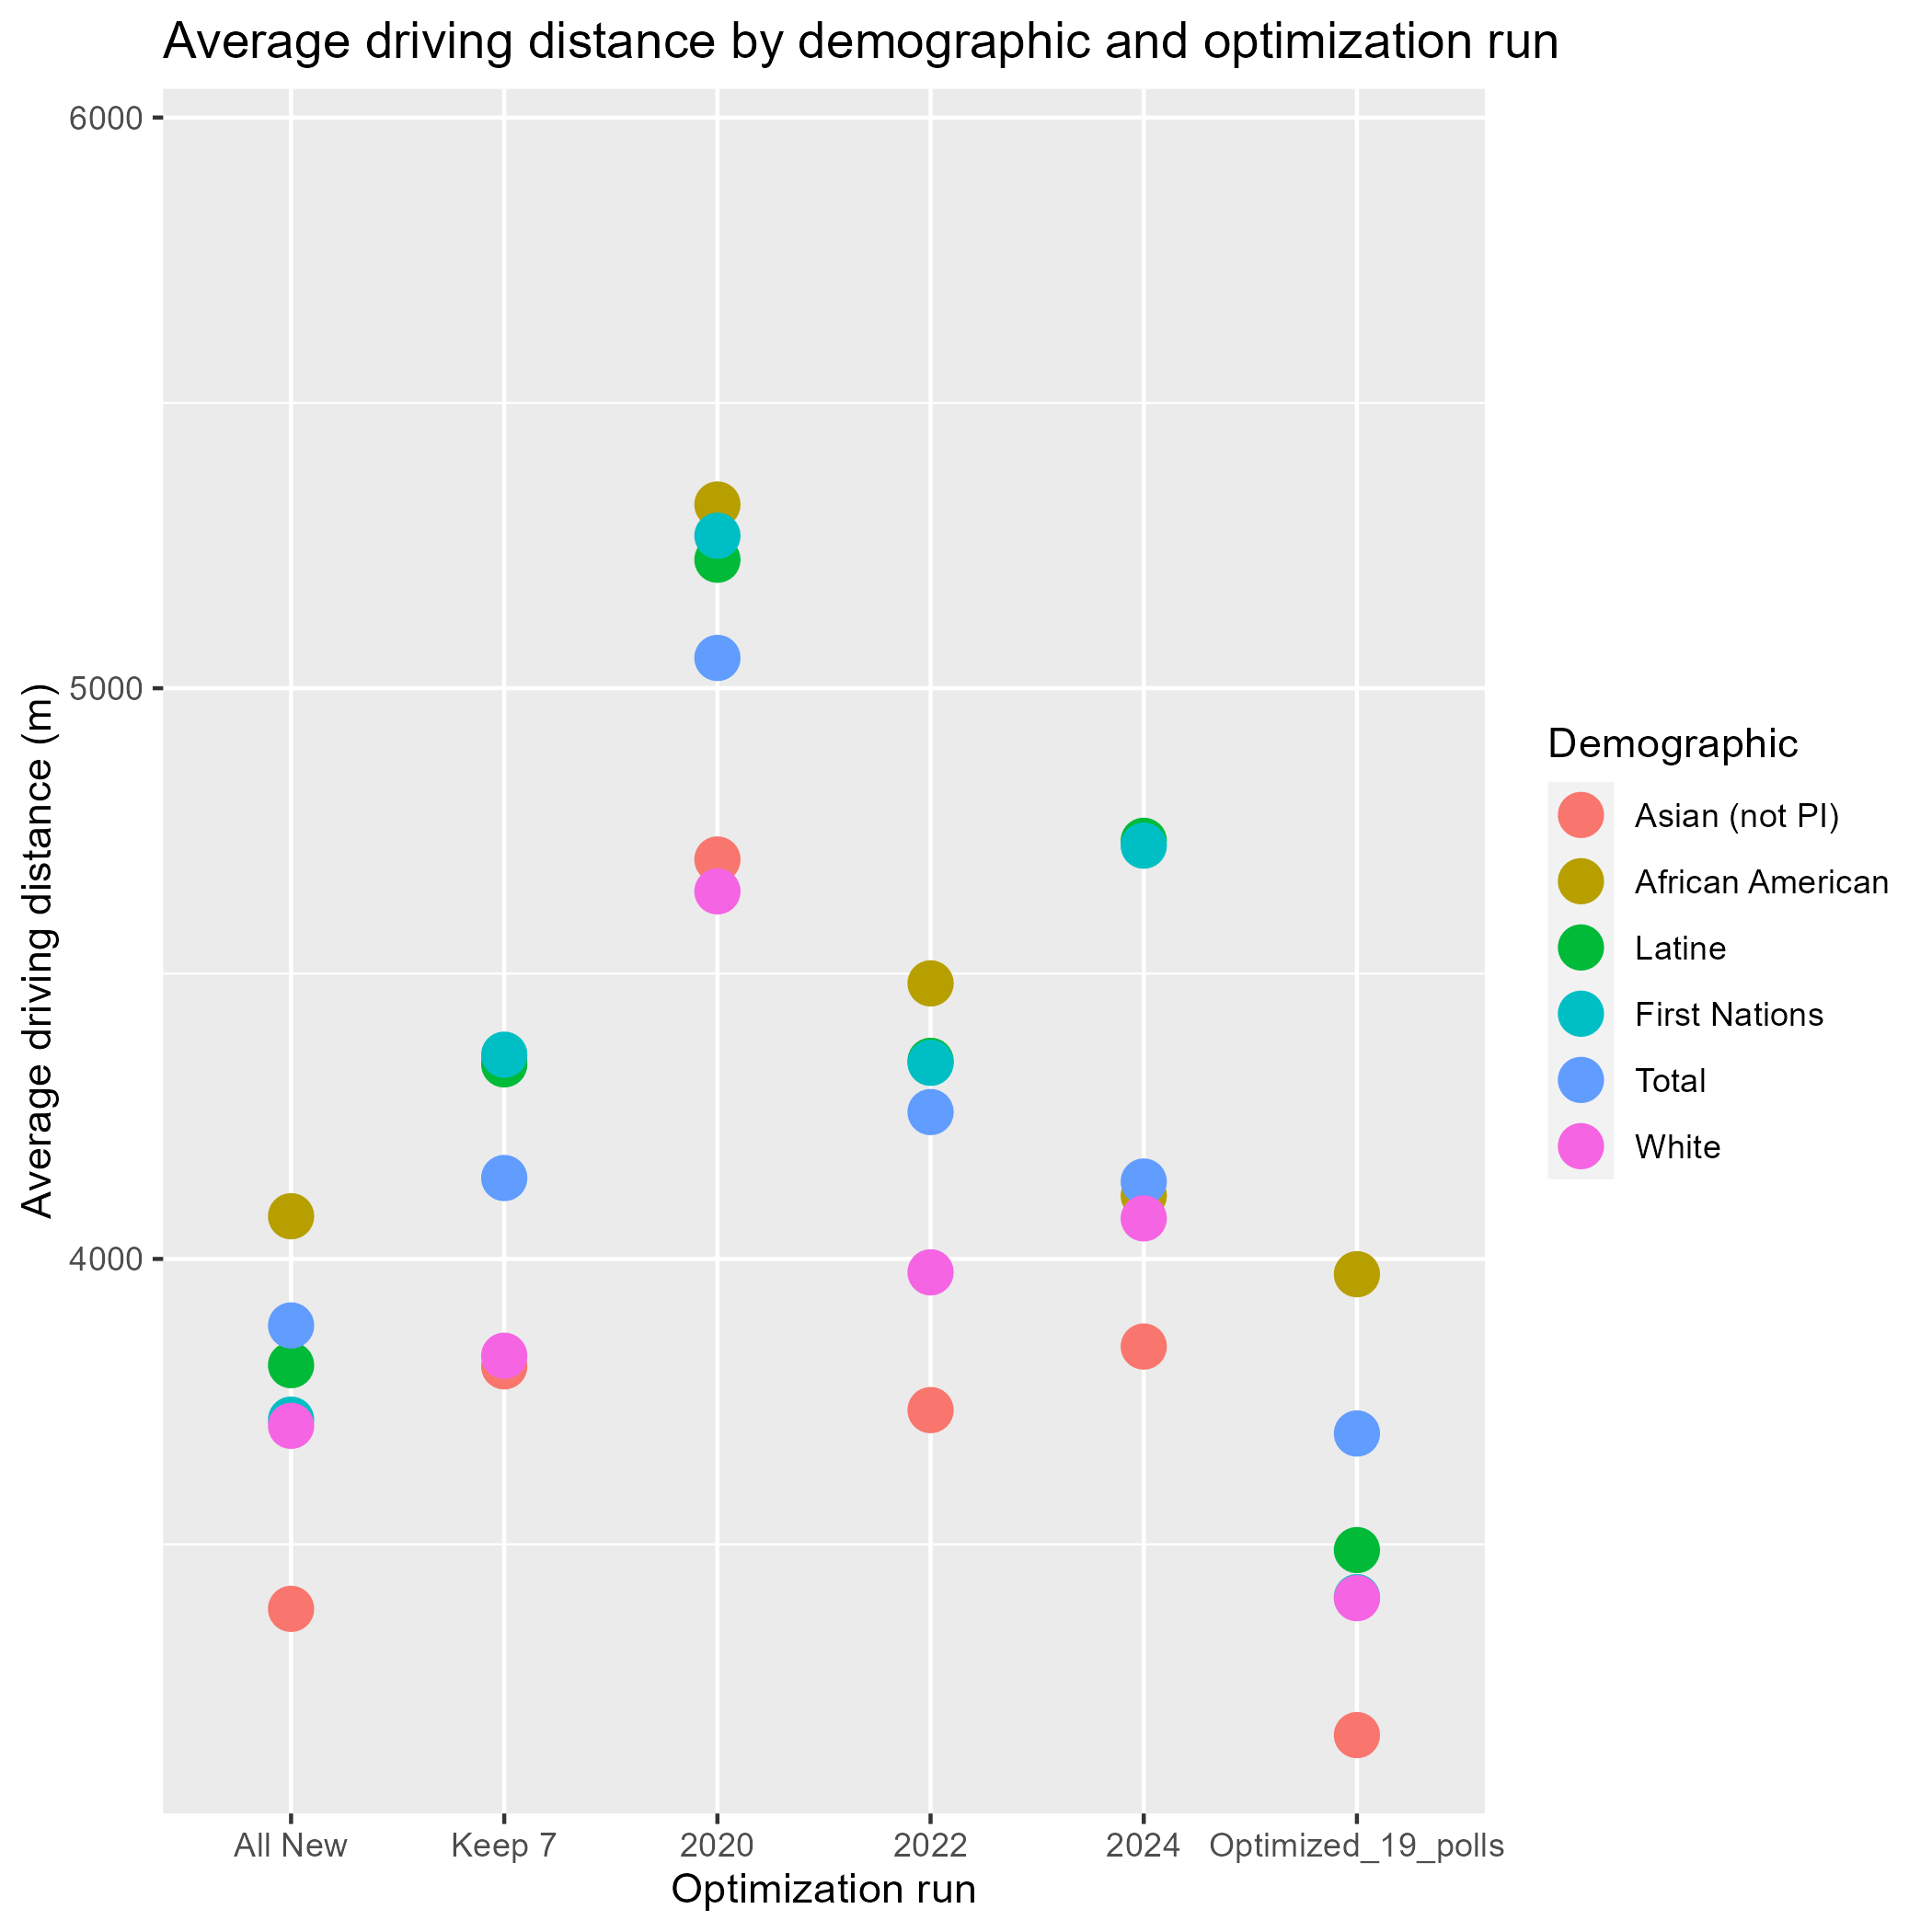 Average driving distance by demographic and optimization run
6000
5000
4000
Average driving distance (m)
All New
Keep 7
2020
2022
2024
Optimized_19_polls
Optimization run
Demographic
Asian (not PI)
African American
Latine
First Nations
Total
White